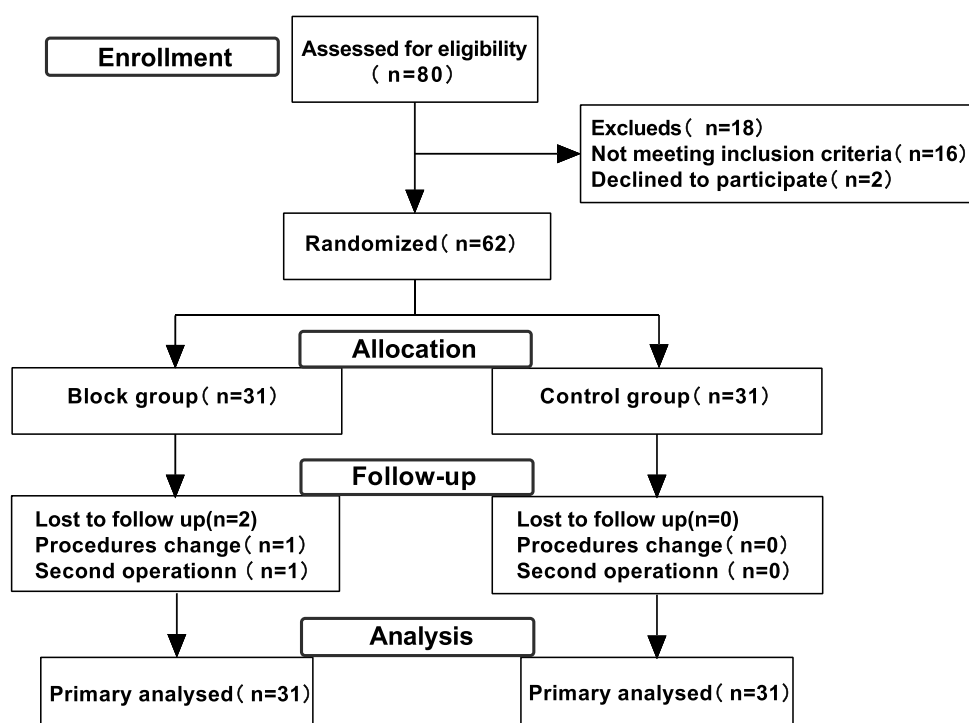 Enrollment
Assessed for eligibility
( n=80)
Exclueds( n=18)
Not meeting inclusion criteria( n=16)
Declined to participate( n=2)
Randomized( n=62)
Allocation
Block group( n=31)
Control group( n=31)
Follow-up
Lost to follow up(n=2)
Procedures change( n=1)
Second operationn ( n=1)
Lost to follow up(n=0)
Procedures change( n=0)
Second operationn ( n=0)
Analysis
Primary analysed( n=31)
Primary analysed( n=31)